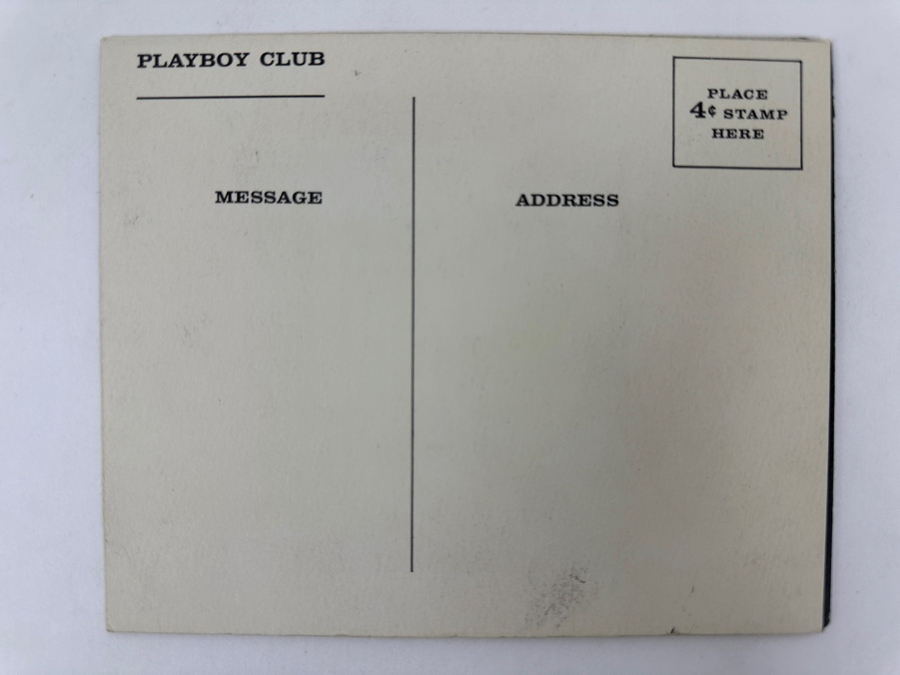 PLAYBOY CLUB
PLACE
4¢ STAMP
HERE
MESSAGE
ADDRESS